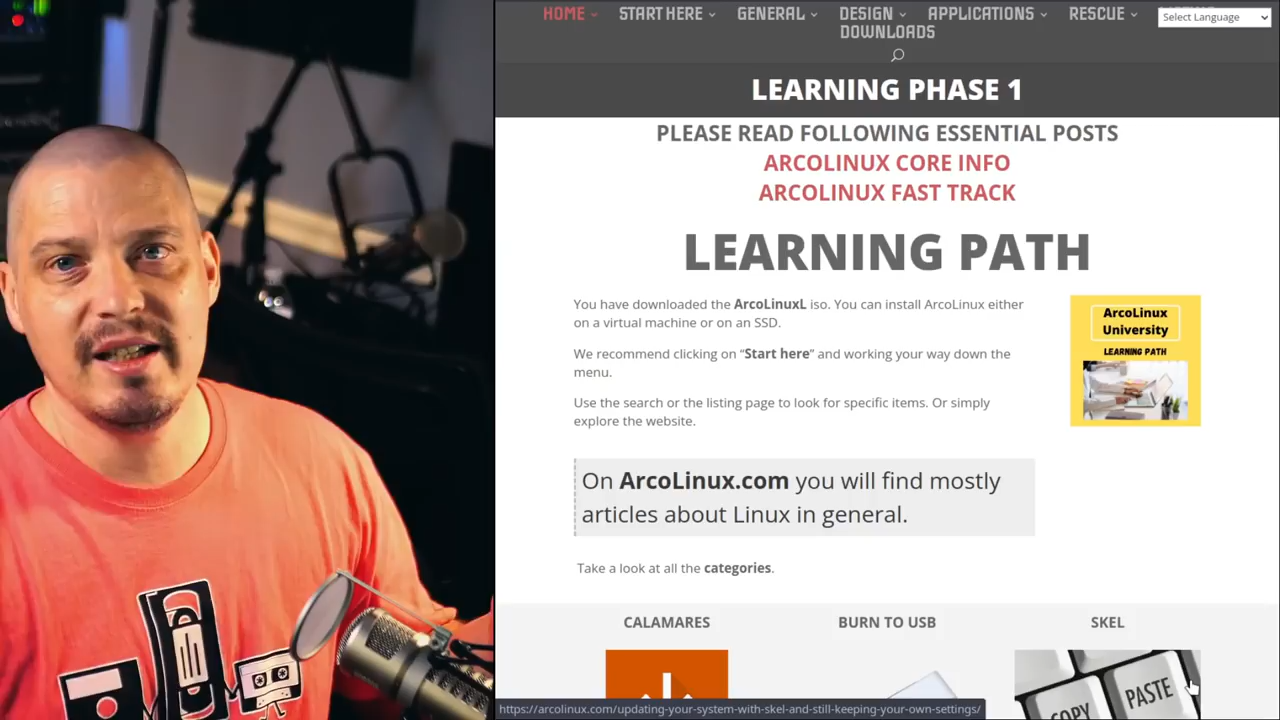 HOME
START HERE
GENERAL
DESIGN
APPLICATIONS
RESCUE
Select Language
DOWNLOADS
LEARNING PHASE 1
PLEASE READ FOLLOWING ESSENTIAL POSTS
ARCOLINUX CORE INFO
ARCOLINUX FAST TRACK
LEARNING PATH
You have downloaded the ArcoLinuxL iso. You can install ArcoLinux either
on a virtual machine or on an SSD.
We recommend clicking on “Start here” and working your way down the
menu.
Use the search or the listing page to look for specific items. Or simply
explore the website.
ArcoLinux
University
LEARNING PATH
On ArcoLinux.com you will find mostly
articles about Linux in general.
Take a look at all the categories.
CALAMARES
BURN TO USB
SKEL
COPY
PASTE
https://arcolinux.com/updating-your-system-with-skel-and-still-keeping-your-own-settings/